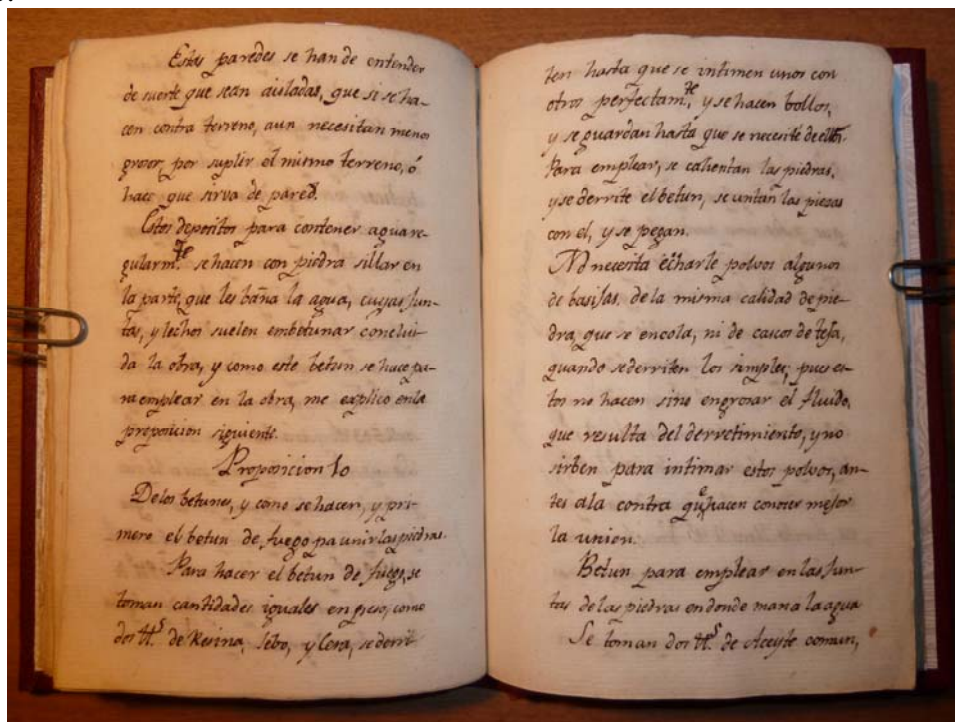 Estas paredes se han de entender
de suerte que sean aisladas, que si se ha-
cen contra terreno, aun necesitan menos
grosor, por suplir el mismo terreno, ó
hace que sirva de pared.
Estos depositos para contener agua re-
gularm.te se hacen con piedra sillar en
la parte, que les baña la agua, cuyas Jun-
tas, y lechos suelen embetunar conclui-
da la obra, y como este betun se hace pa-
ra emplear en la obra, me explico en la
proposicion siguiente.
Proposicion 10
De los betunes, y como se hacen, y pri-
mero el betun de fuego pa unir las piedras.
Para hacer el betun de fuego, se
toman cantidades iguales en peso, como
dos tt.s de Resina, Sebo, y Cera, se derri-
ten hasta que se intimen unos con
otros perfectam.te, y se hacen bollos,
y se guardan hasta que se necesite de ellos.
Para emplear, se calientan las piedras,
y se derrite el betun, se untan las piezas
con el, y se pegan.
No necesita echarle polvos algunos
de basijas, de la misma calidad de pie-
dra, que se encola, ni de cascos de teja,
quando se derriten los simples; pues es-
tos no hacen sino engrosar el fluido,
que resulta del derretimiento, y no
sirben para intimar estos polvos, an-
tes ala contra que hacen conocer mejor
la union.
Betun para emplear en las Jun-
tas de las piedras en donde mana la agua
Se toman dos tt.s de Aceyte comun,